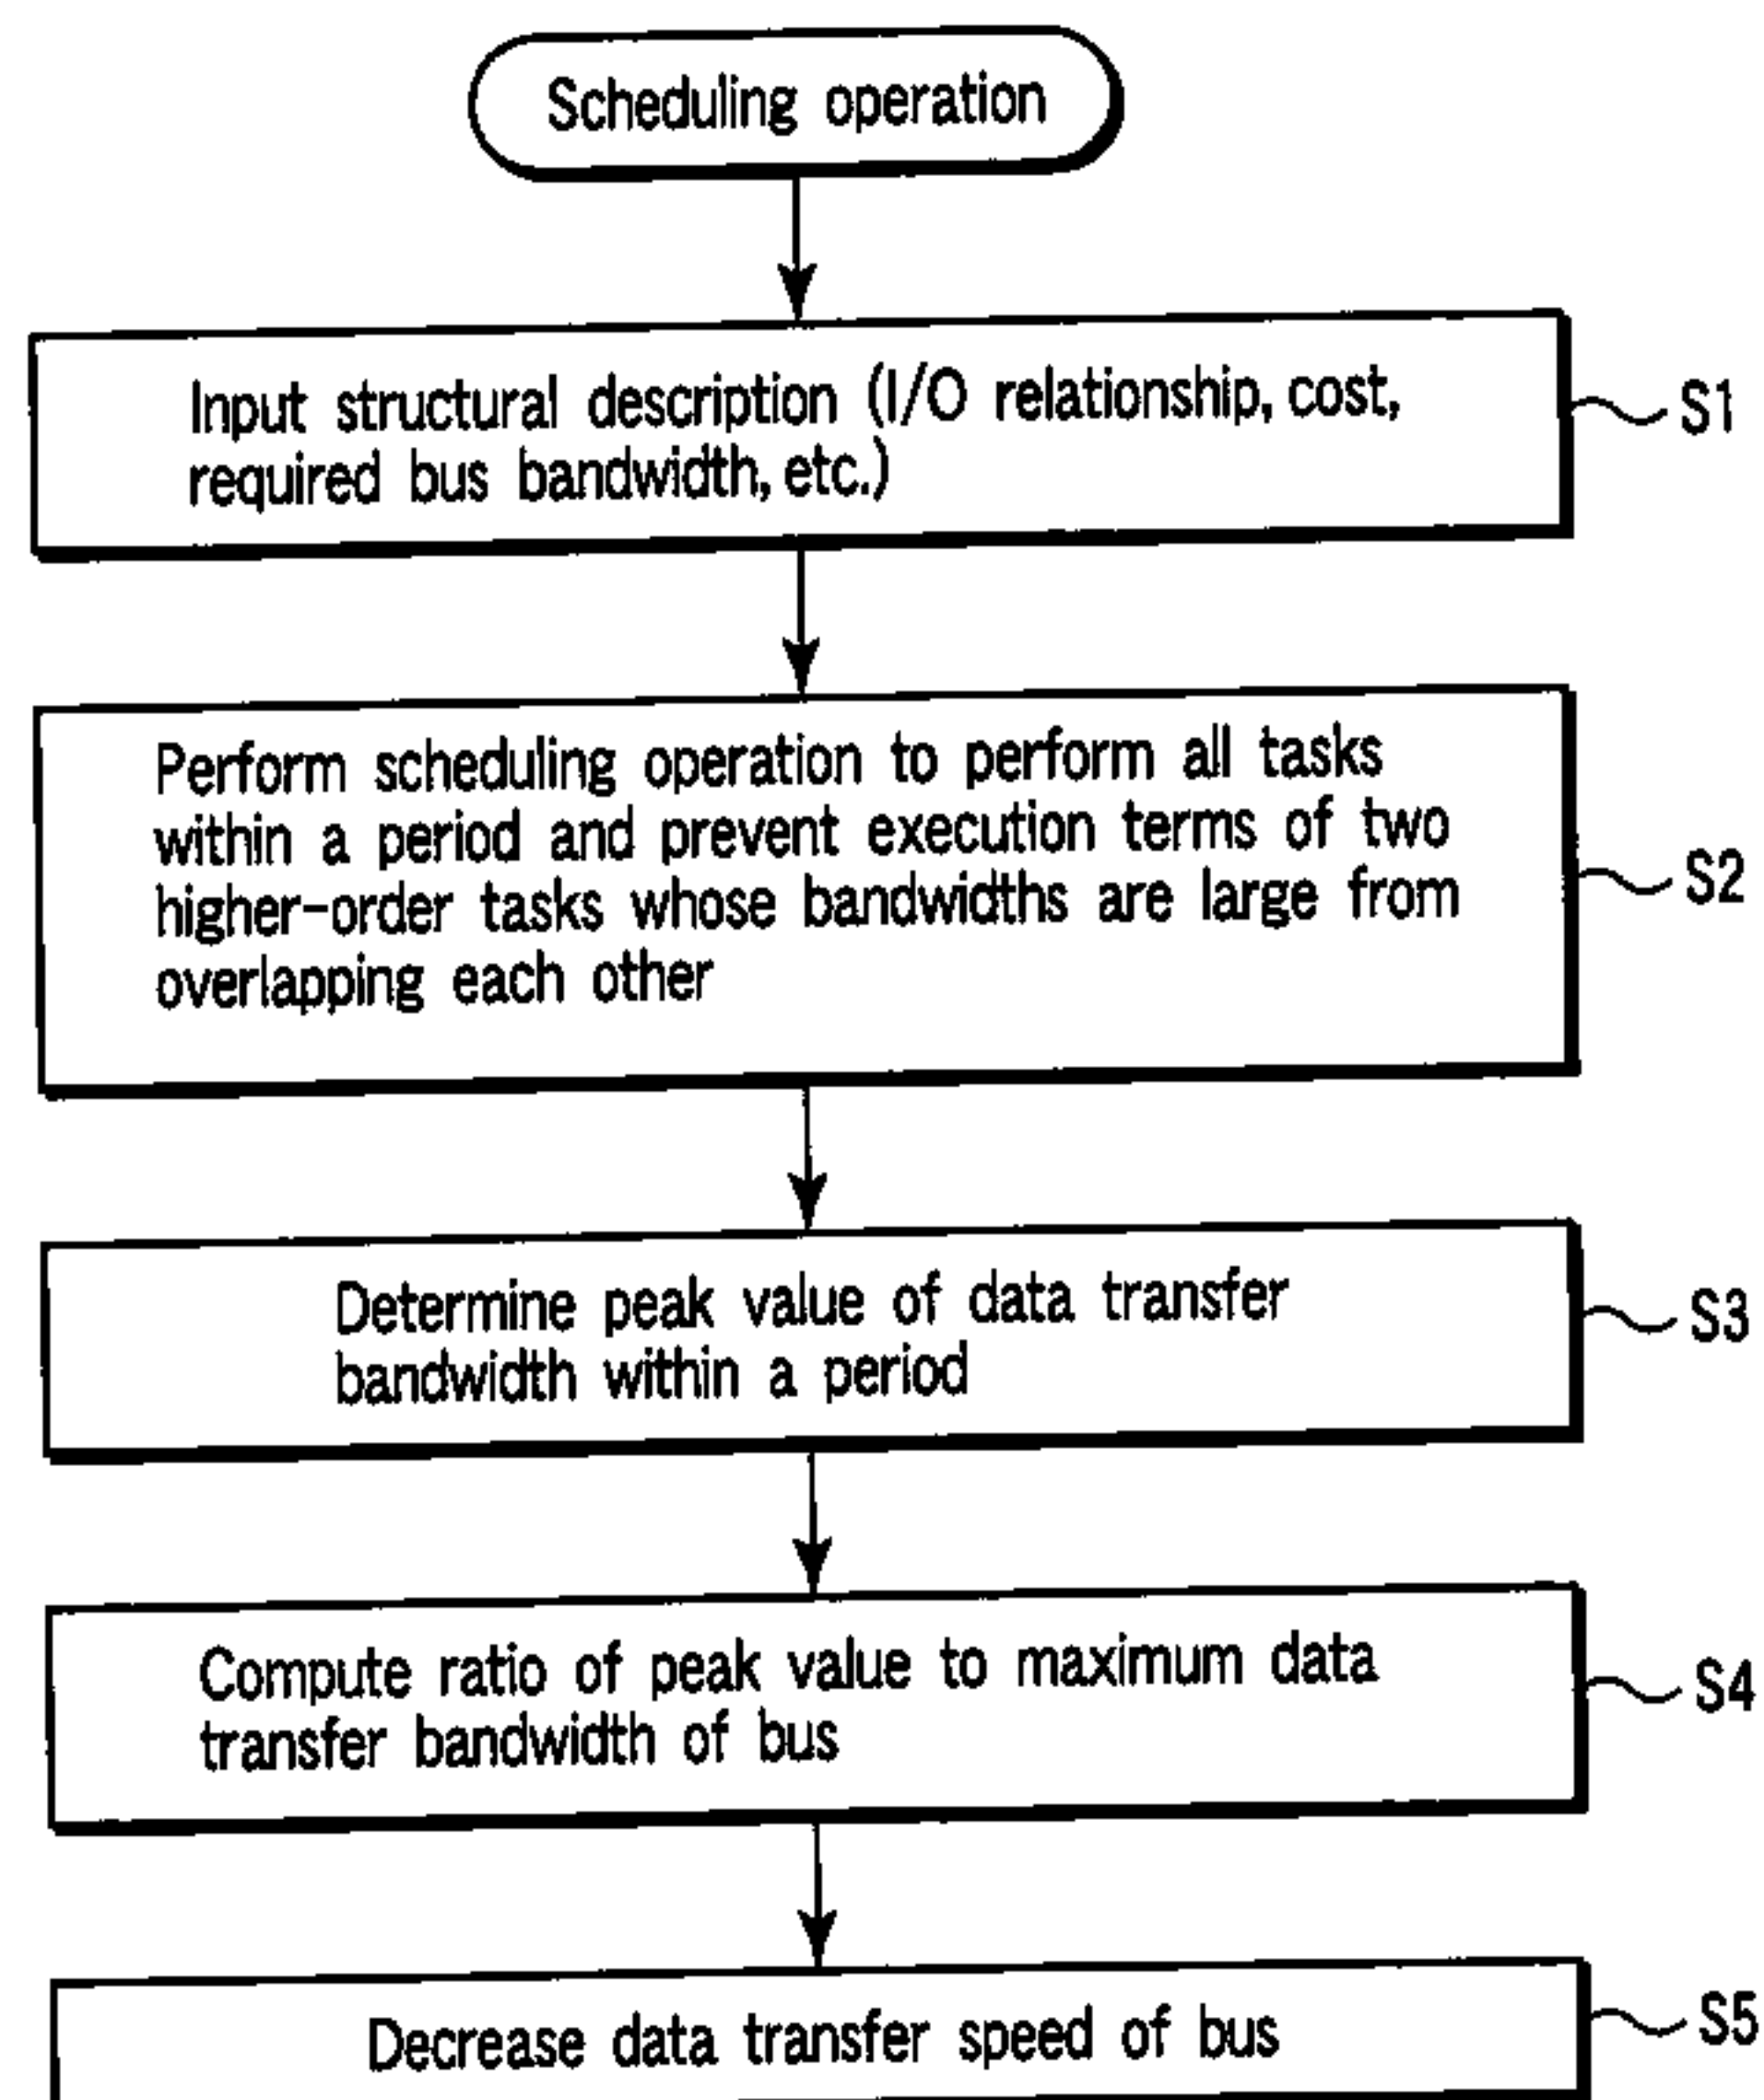 Scheduling operation
Input structural description (I/O relationship, cost,
required bus bandwidth, etc.)
S1
Perform scheduling operation to perform all tasks
within a period and prevent execution terms of two
higher-order tasks whose bandwidths are large from
overlapping each other
S2
Determine peak value of data transfer
bandwidth within a period
S3
Compute ratio of peak value to maximum data
transfer bandwidth of bus
S4
Decrease data transfer speed of bus
S5